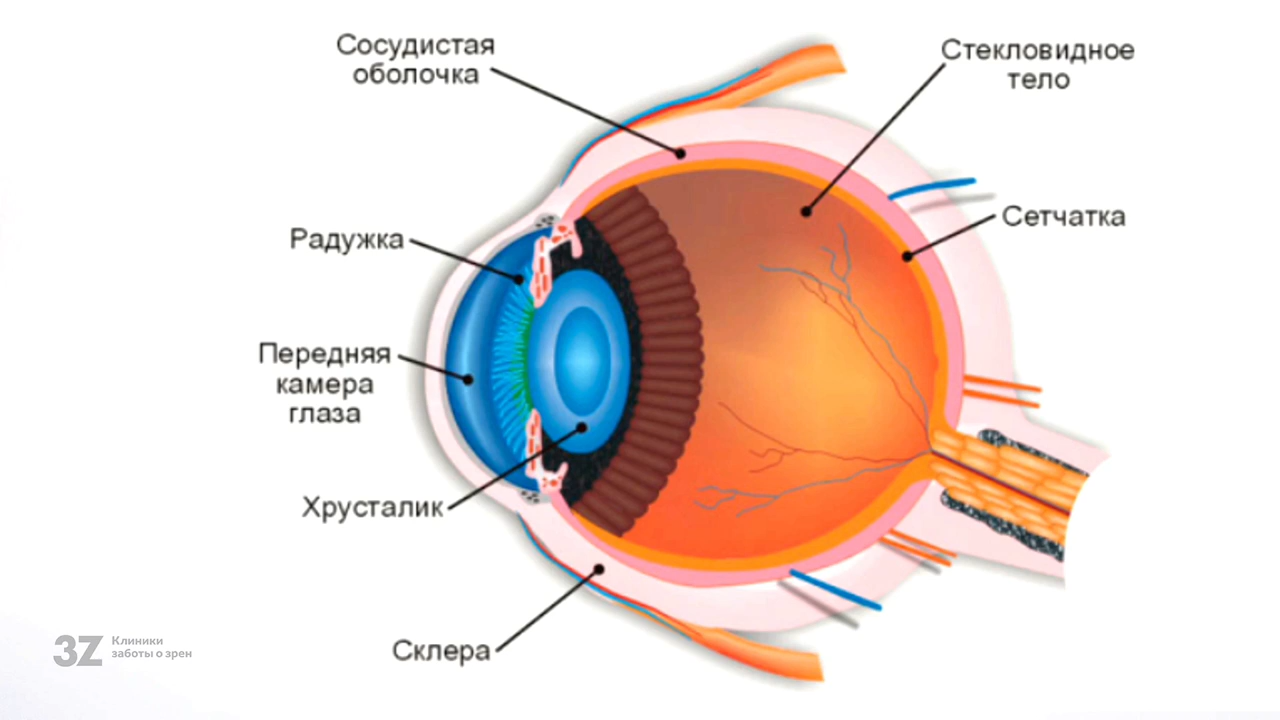 Сосудистая
оболочка
Стекловидное
тело
Сетчатка
Радужка
Передняя
камера
глаза
Хрусталик
Склера
3Z
Клиники
заботы о зрен